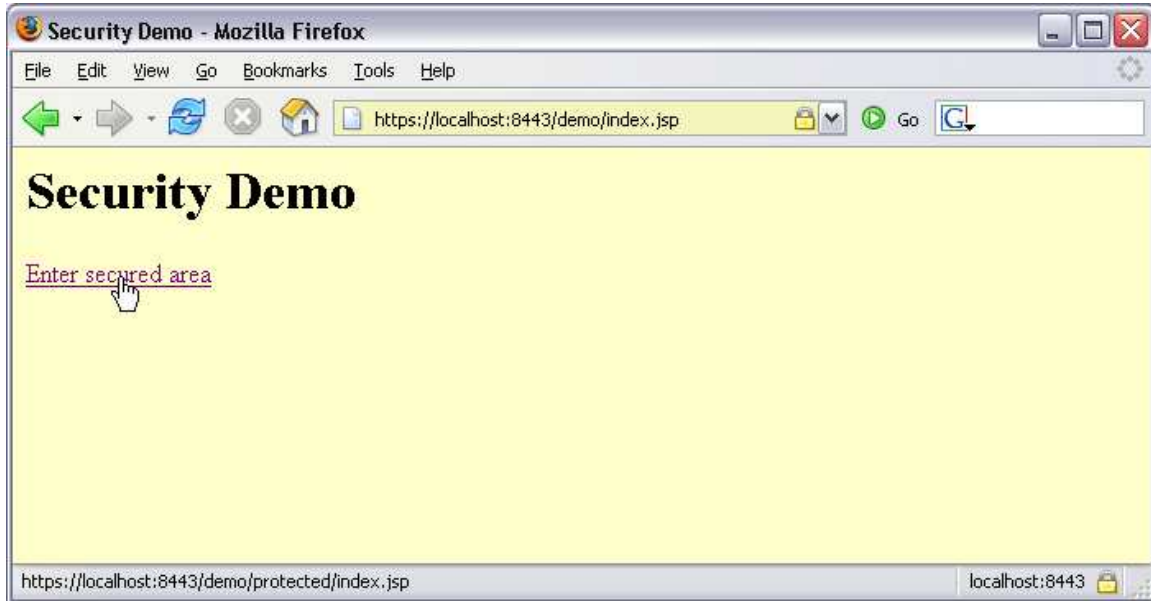 Security Demo - Mozilla Firefox
File Edit View Go Bookmarks Tools Help
https://localhost:8443/demo/index.jsp Go G
Security Demo
Enter secured area
https://localhost:8443/demo/protected/index.jsp localhost:8443